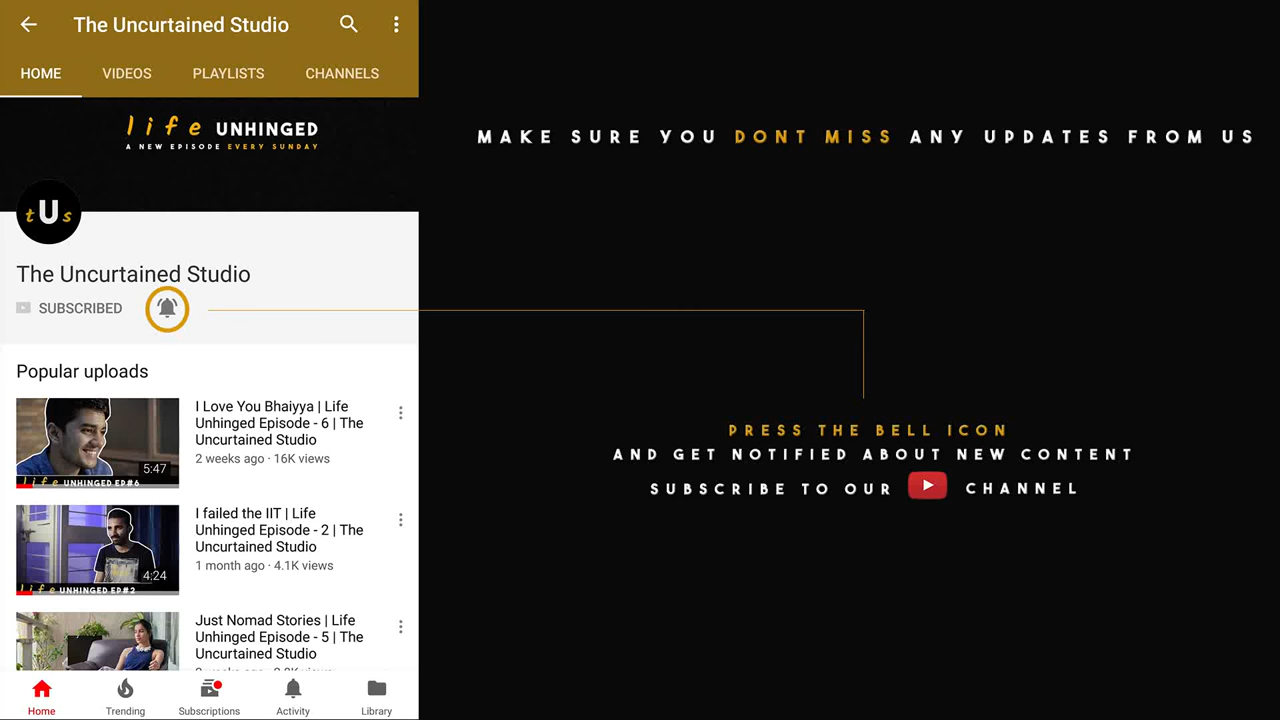 The Uncurtained Studio
HOME VIDEOS PLAYLISTS CHANNELS
life UNHINGED
A NEW EPISODE EVERY SUNDAY
tUs
The Uncurtained Studio
SUBSCRIBED
Popular uploads
I Love You Bhaiyya | Life
Unhinged Episode - 6 | The
Uncurtained Studio
2 weeks ago · 16K views
5:47
life UNHINGED EP#6
I failed the IIT | Life
Unhinged Episode - 2 | The
Uncurtained Studio
1 month ago · 4.1K views
4:24
life UNHINGED EP#2
Just Nomad Stories | Life
Unhinged Episode - 5 | The
Uncurtained Studio
Home Trending Subscriptions Activity Library
MAKE SURE YOU DONT MISS ANY UPDATES FROM US
PRESS THE BELL ICON
AND GET NOTIFIED ABOUT NEW CONTENT
SUBSCRIBE TO OUR CHANNEL